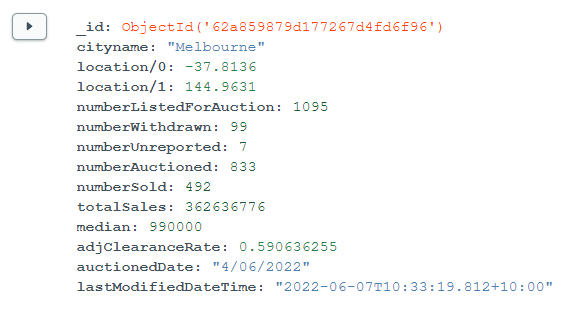 _id: ObjectId('62a859879d177267d4fd6f96')
cityname: "Melbourne"
location/0: -37.8136
location/1: 144.9631
numberListedForAuction: 1095
numberWithdrawn: 99
numberUnreported: 7
numberAuctioned: 833
numberSold: 492
totalSales: 362636776
median: 990000
adjClearanceRate: 0.590636255
auctionedDate: "4/06/2022"
lastModifiedDateTime: "2022-06-07T10:33:19.812+10:00"